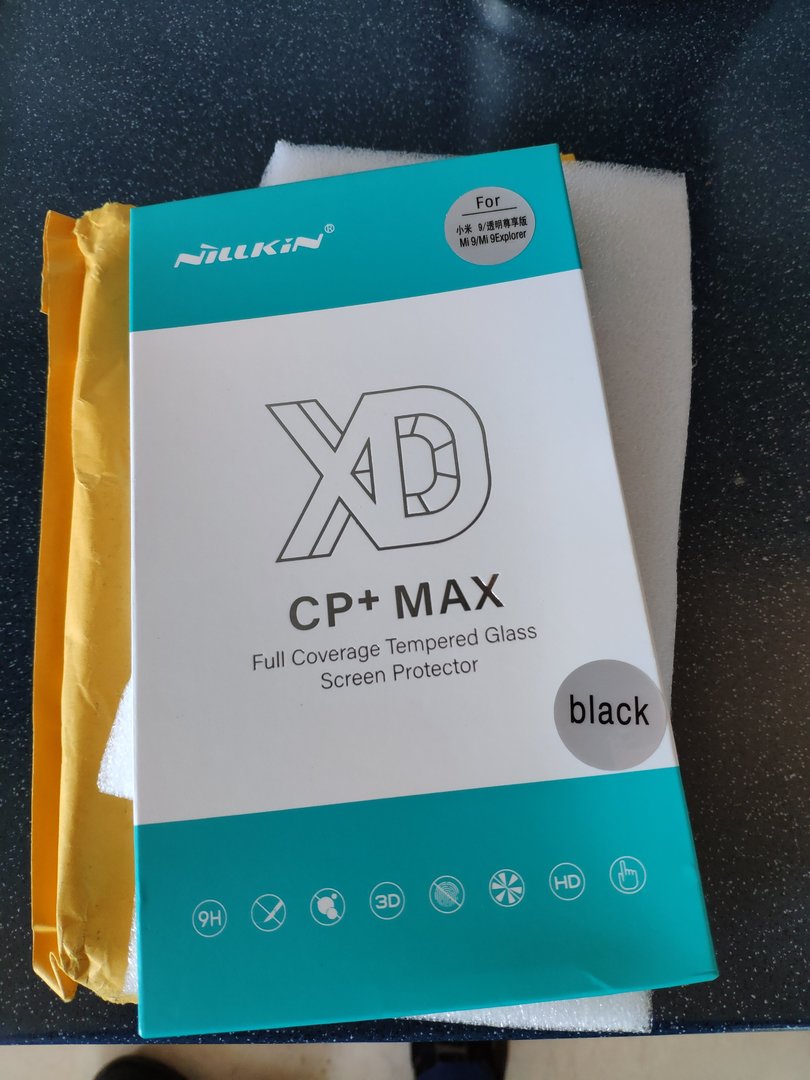 NILLKIN®
For
小米 9/透明尊享版
Mi 9/Mi 9Explorer
XD
CP+ MAX
Full Coverage Tempered Glass
Screen Protector
black
9H
3D
HD